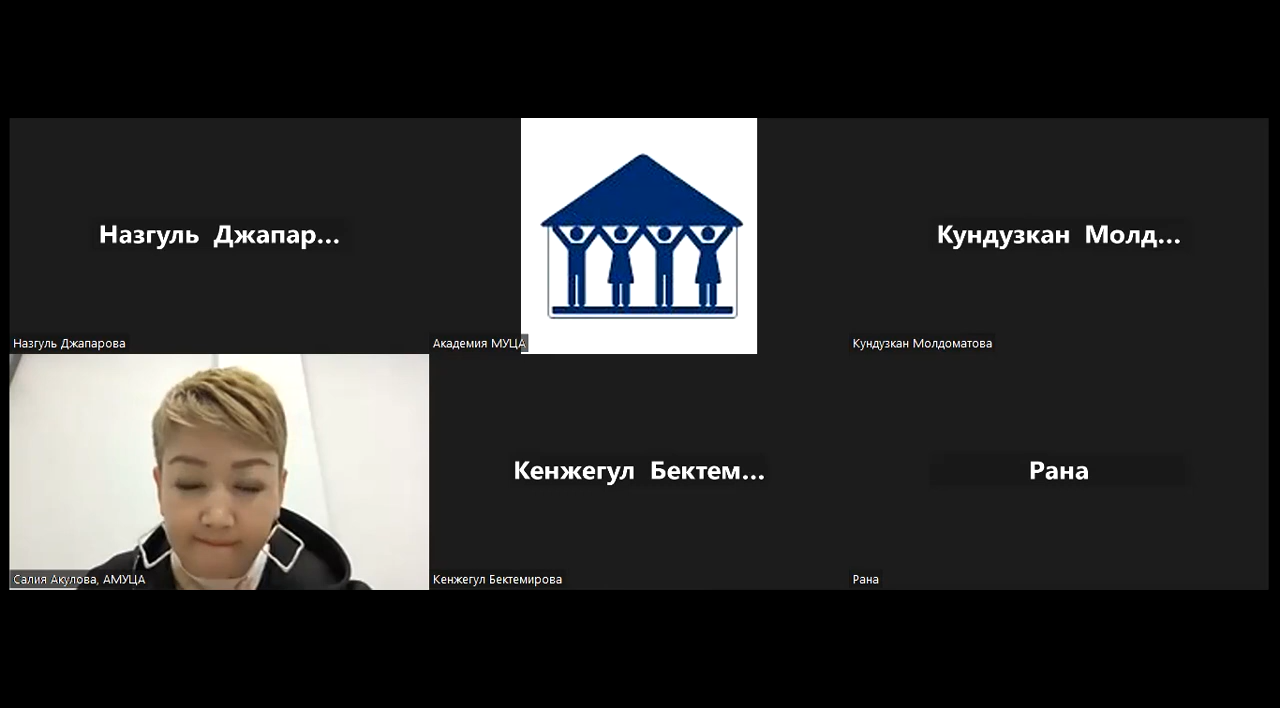 Назгуль Джапар...
Кундузкан Молд...
Назгуль Джапарова
Академия МУЦА
Кундузкан Молдоматова
Кенжегул Бектем...
Рана
Салия Акулова, АМУЦА
Кенжегул Бектемирова
Рана